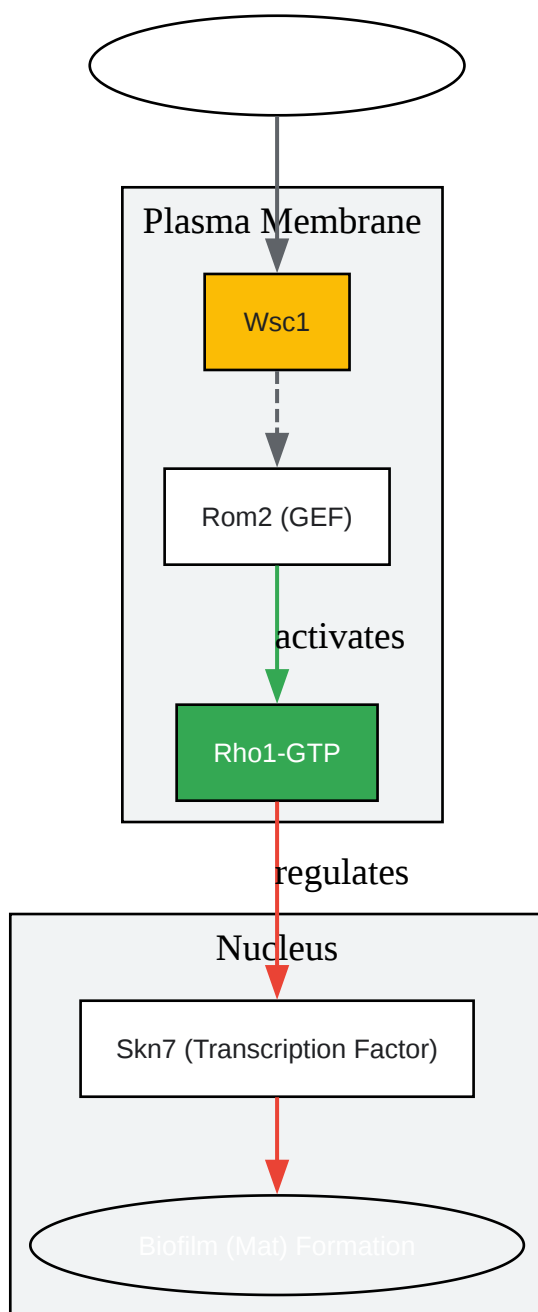 Plasma Membrane
Wsc1
Rom2 (GEF)
activates
Rho1-GTP
regulates
Nucleus
Skn7 (Transcription Factor)
Biofilm (Mat) Formation